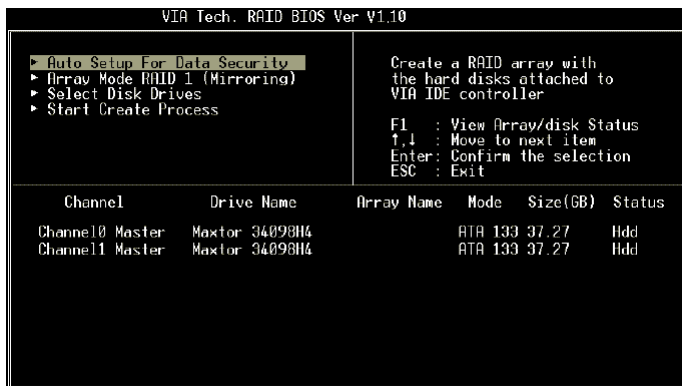 VIA Tech. RAID BIOS Ver V1.10
► Auto Setup For Data Security
► Array Mode RAID 1 (Mirroring)
► Select Disk Drives
► Start Create Process
Create a RAID array with
the hard disks attached to
VIA IDE controller
F1 : View Array/disk Status
↑,↓ : Move to next item
Enter: Confirm the selection
ESC : Exit
Channel Drive Name Array Name Mode Size(GB) Status
Channel0 Master Maxtor 34098H4 ATA 133 37.27 Hdd
Channel1 Master Maxtor 34098H4 ATA 133 37.27 Hdd